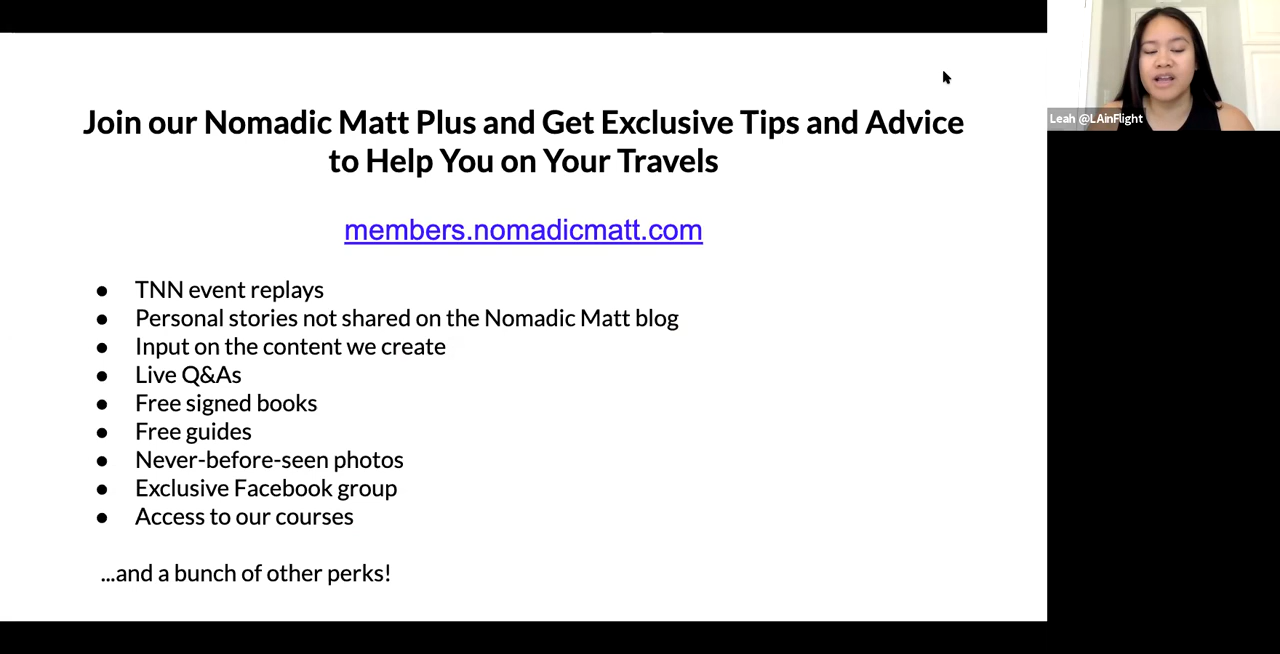 Join our Nomadic Matt Plus and Get Exclusive Tips and Advice
to Help You on Your Travels
members.nomadicmatt.com
● TNN event replays
● Personal stories not shared on the Nomadic Matt blog
● Input on the content we create
● Live Q&As
● Free signed books
● Free guides
● Never-before-seen photos
● Exclusive Facebook group
● Access to our courses
...and a bunch of other perks!
Leah @LAinFlight